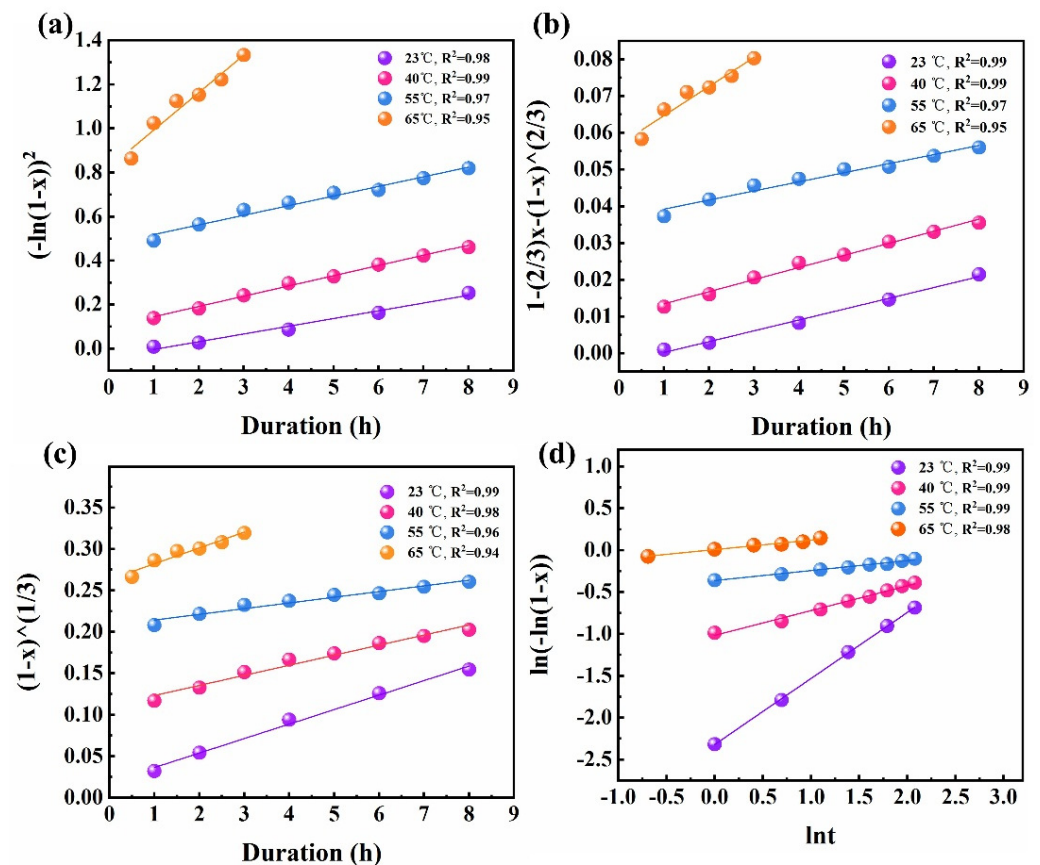 (a)
1.4
1.2
1.0
0.8
0.6
0.4
0.2
0.0
(-ln(1-x))²
23℃, R²=0.98
40℃, R²=0.99
55℃, R²=0.97
65℃, R²=0.95
0 1 2 3 4 5 6 7 8 9
Duration (h)
(b)
0.08
0.07
0.06
0.05
0.04
0.03
0.02
0.01
0.00
1-(2/3)x-(1-x)^(2/3)
23 ℃, R²=0.99
40 ℃, R²=0.99
55 ℃, R²=0.97
65 ℃, R²=0.95
0 1 2 3 4 5 6 7 8 9
Duration (h)
(c)
0.35
0.30
0.25
0.20
0.15
0.10
0.05
0.00
(1-x)^(1/3)
23 ℃, R²=0.99
40 ℃, R²=0.98
55 ℃, R²=0.96
65 ℃, R²=0.94
0 1 2 3 4 5 6 7 8 9
Duration (h)
(d)
1.0
0.5
0.0
-0.5
-1.0
-1.5
-2.0
-2.5
ln(-ln(1-x))
23 ℃, R²=0.99
40 ℃, R²=0.99
55 ℃, R²=0.99
65 ℃, R²=0.98
-1.0 -0.5 0.0 0.5 1.0 1.5 2.0 2.5 3.0
lnt